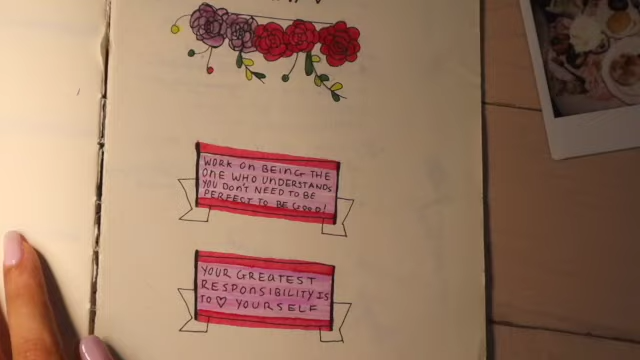 WORK ON BEING THE
ONE WHO UNDERSTANDS
YOU DON'T NEED TO BE
PERFECT TO BE GOOD!
YOUR GREATEST
RESPONSIBILITY IS
TO ♡ YOURSELF